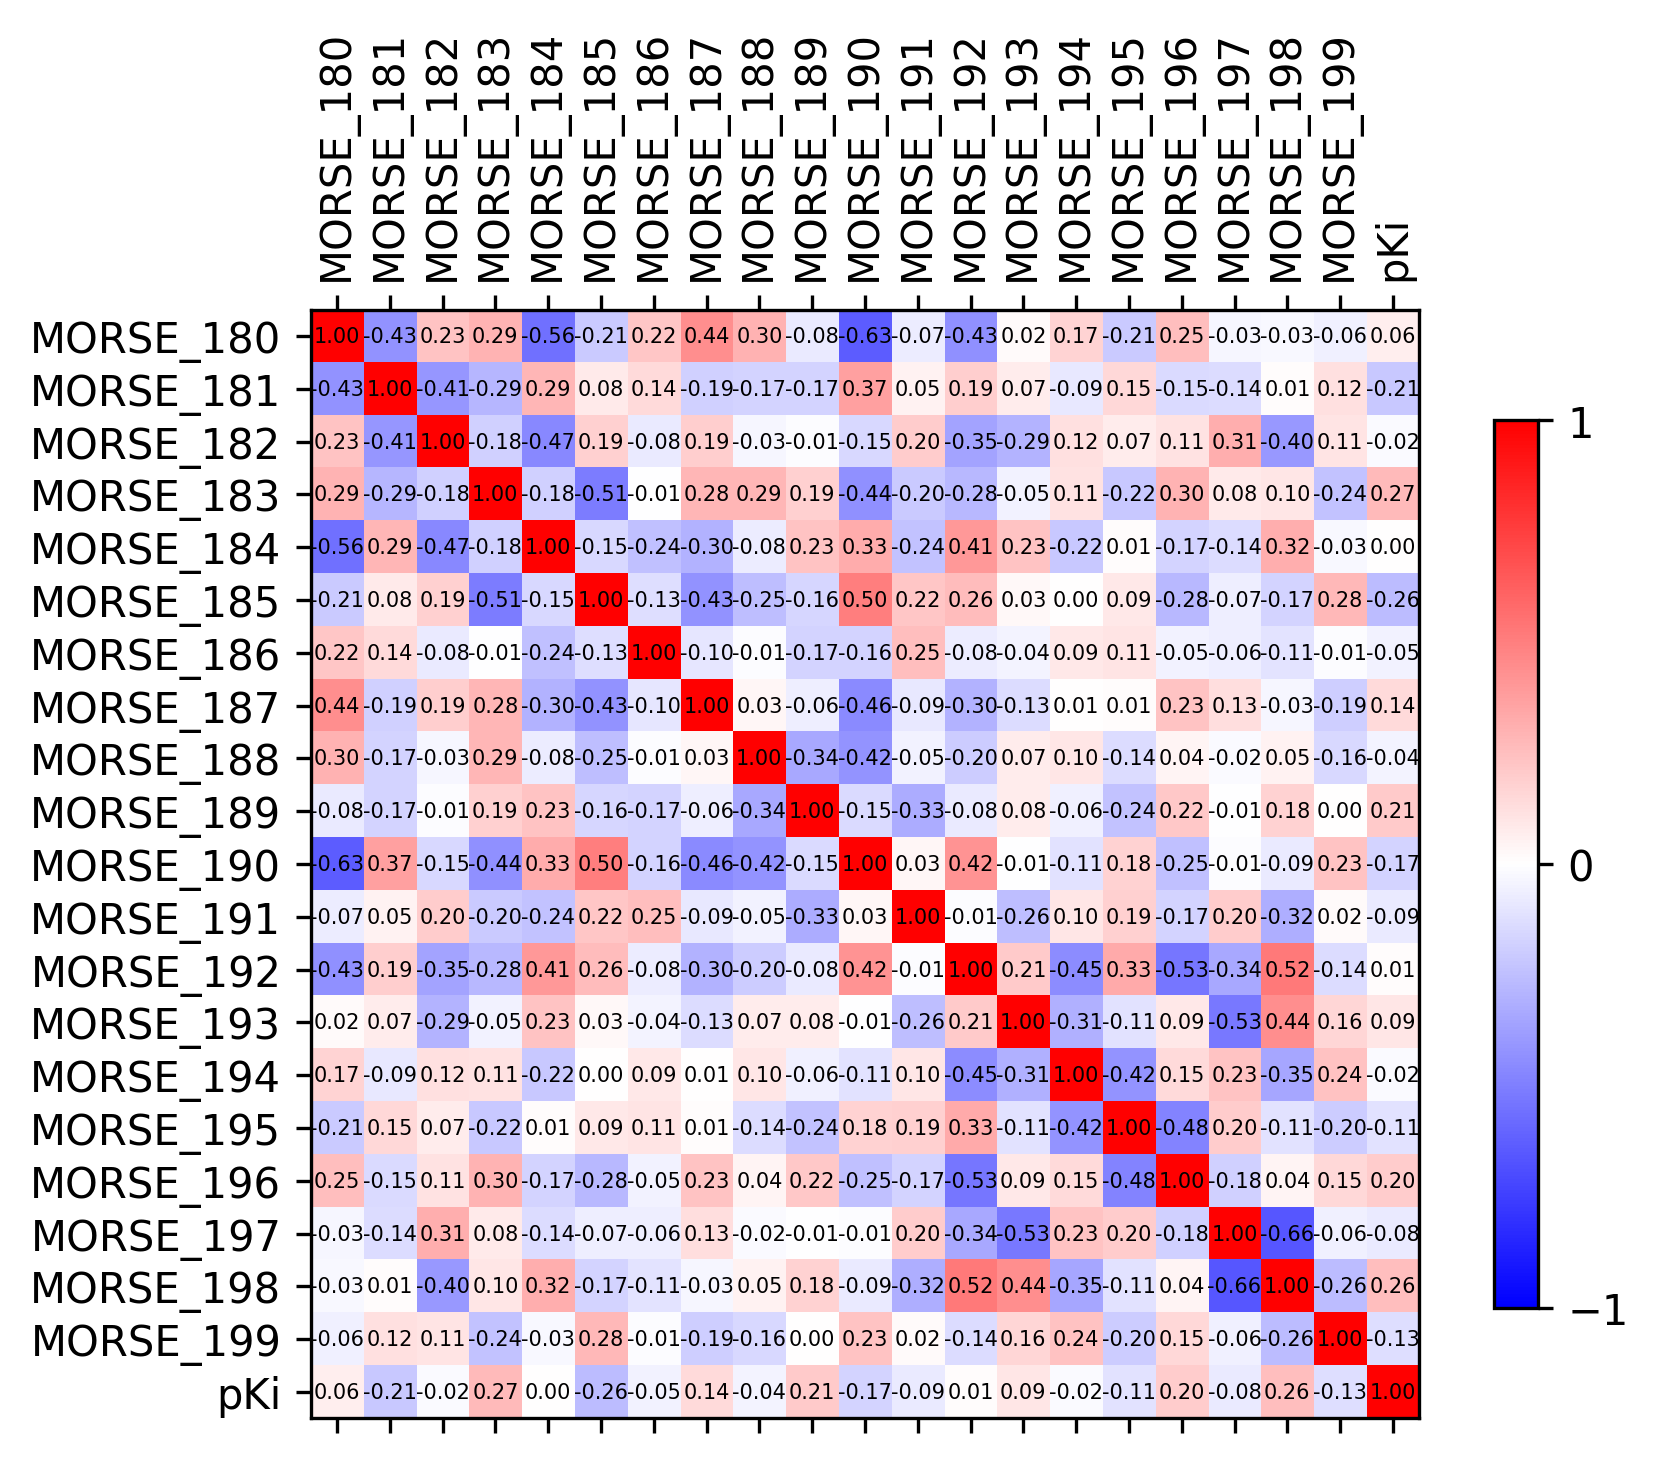 MORSE_180 MORSE_181 MORSE_182 MORSE_183 MORSE_184 MORSE_185 MORSE_186 MORSE_187 MORSE_188 MORSE_189 MORSE_190 MORSE_191 MORSE_192 MORSE_193 MORSE_194 MORSE_195 MORSE_196 MORSE_197 MORSE_198 MORSE_199 pKi
MORSE_180 1.00 -0.43 0.23 0.29 -0.56 -0.21 0.22 0.44 0.30 -0.08 -0.63 -0.07 -0.43 0.02 0.17 -0.21 0.25 -0.03 -0.03 -0.06 0.06
MORSE_181 -0.43 1.00 -0.41 -0.29 0.29 0.08 0.14 -0.19 -0.17 -0.17 0.37 0.05 0.19 0.07 -0.09 0.15 -0.15 -0.14 0.01 0.12 -0.21
MORSE_182 0.23 -0.41 1.00 -0.18 -0.47 0.19 -0.08 0.19 -0.03 -0.01 -0.15 0.20 -0.35 -0.29 0.12 0.07 0.11 0.31 -0.40 0.11 -0.02
MORSE_183 0.29 -0.29 -0.18 1.00 -0.18 -0.51 -0.01 0.28 0.29 0.19 -0.44 -0.20 -0.28 -0.05 0.11 -0.22 0.30 0.08 0.10 -0.24 0.27
MORSE_184 -0.56 0.29 -0.47 -0.18 1.00 -0.15 -0.24 -0.30 -0.08 0.23 0.33 -0.24 0.41 0.23 -0.22 0.01 -0.17 -0.14 0.32 -0.03 0.00
MORSE_185 -0.21 0.08 0.19 -0.51 -0.15 1.00 -0.13 -0.43 -0.25 -0.16 0.50 0.22 0.26 0.03 0.00 0.09 -0.28 -0.07 -0.17 0.28 -0.26
MORSE_186 0.22 0.14 -0.08 -0.01 -0.24 -0.13 1.00 -0.10 -0.01 -0.17 -0.16 0.25 -0.08 -0.04 0.09 0.11 -0.05 -0.06 -0.11 -0.01 -0.05
MORSE_187 0.44 -0.19 0.19 0.28 -0.30 -0.43 -0.10 1.00 0.03 -0.06 -0.46 -0.09 -0.30 -0.13 0.01 0.01 0.23 0.13 -0.03 -0.19 0.14
MORSE_188 0.30 -0.17 -0.03 0.29 -0.08 -0.25 -0.01 0.03 1.00 -0.34 -0.42 -0.05 -0.20 0.07 0.10 -0.14 0.04 -0.02 0.05 -0.16 -0.04
MORSE_189 -0.08 -0.17 -0.01 0.19 0.23 -0.16 -0.17 -0.06 -0.34 1.00 -0.15 -0.33 -0.08 0.08 -0.06 -0.24 0.22 -0.01 0.18 0.00 0.21
MORSE_190 -0.63 0.37 -0.15 -0.44 0.33 0.50 -0.16 -0.46 -0.42 -0.15 1.00 0.03 0.42 -0.01 -0.11 0.18 -0.25 -0.01 -0.09 0.23 -0.17
MORSE_191 -0.07 0.05 0.20 -0.20 -0.24 0.22 0.25 -0.09 -0.05 -0.33 0.03 1.00 -0.01 -0.26 0.10 0.19 -0.17 0.20 -0.32 0.02 -0.09
MORSE_192 -0.43 0.19 -0.35 -0.28 0.41 0.26 -0.08 -0.30 -0.20 -0.08 0.42 -0.01 1.00 0.21 -0.45 0.33 -0.53 -0.34 0.52 -0.14 0.01
MORSE_193 0.02 0.07 -0.29 -0.05 0.23 0.03 -0.04 -0.13 0.07 0.08 -0.01 -0.26 0.21 1.00 -0.31 -0.11 0.09 -0.53 0.44 0.16 0.09
MORSE_194 0.17 -0.09 0.12 0.11 -0.22 0.00 0.09 0.01 0.10 -0.06 -0.11 0.10 -0.45 -0.31 1.00 -0.42 0.15 0.23 -0.35 0.24 -0.02
MORSE_195 -0.21 0.15 0.07 -0.22 0.01 0.09 0.11 0.01 -0.14 -0.24 0.18 0.19 0.33 -0.11 -0.42 1.00 -0.48 0.20 -0.11 -0.20 -0.11
MORSE_196 0.25 -0.15 0.11 0.30 -0.17 -0.28 -0.05 0.23 0.04 0.22 -0.25 -0.17 -0.53 0.09 0.15 -0.48 1.00 -0.18 0.04 0.15 0.20
MORSE_197 -0.03 -0.14 0.31 0.08 -0.14 -0.07 -0.06 0.13 -0.02 -0.01 -0.01 0.20 -0.34 -0.53 0.23 0.20 -0.18 1.00 -0.66 -0.06 -0.08
MORSE_198 -0.03 0.01 -0.40 0.10 0.32 -0.17 -0.11 -0.03 0.05 0.18 -0.09 -0.32 0.52 0.44 -0.35 -0.11 0.04 -0.66 1.00 -0.26 0.26
MORSE_199 -0.06 0.12 0.11 -0.24 -0.03 0.28 -0.01 -0.19 -0.16 0.00 0.23 0.02 -0.14 0.16 0.24 -0.20 0.15 -0.06 -0.26 1.00 -0.13
pKi 0.06 -0.21 -0.02 0.27 0.00 -0.26 -0.05 0.14 -0.04 0.21 -0.17 -0.09 0.01 0.09 -0.02 -0.11 0.20 -0.08 0.26 -0.13 1.00
1
0
−1